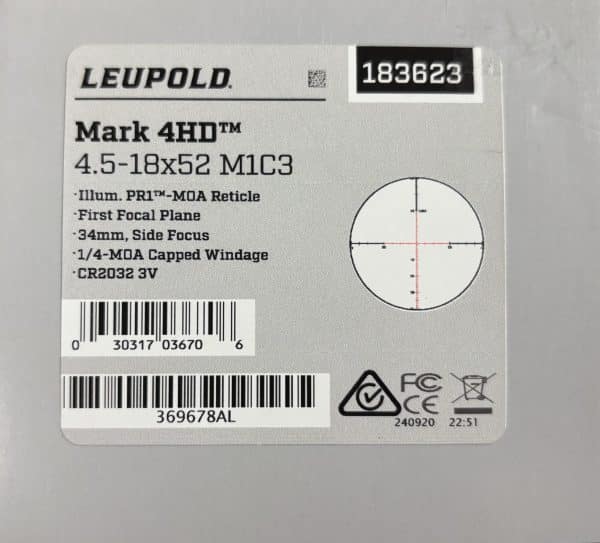 LEUPOLD.
183623
Mark 4HD™
4.5-18x52 M1C3
·Illum. PR1™-MOA Reticle
·First Focal Plane
·34mm, Side Focus
·1/4-MOA Capped Windage
·CR2032 3V
0 30317 03670 6
369678AL
FC
CE
240920 22:51